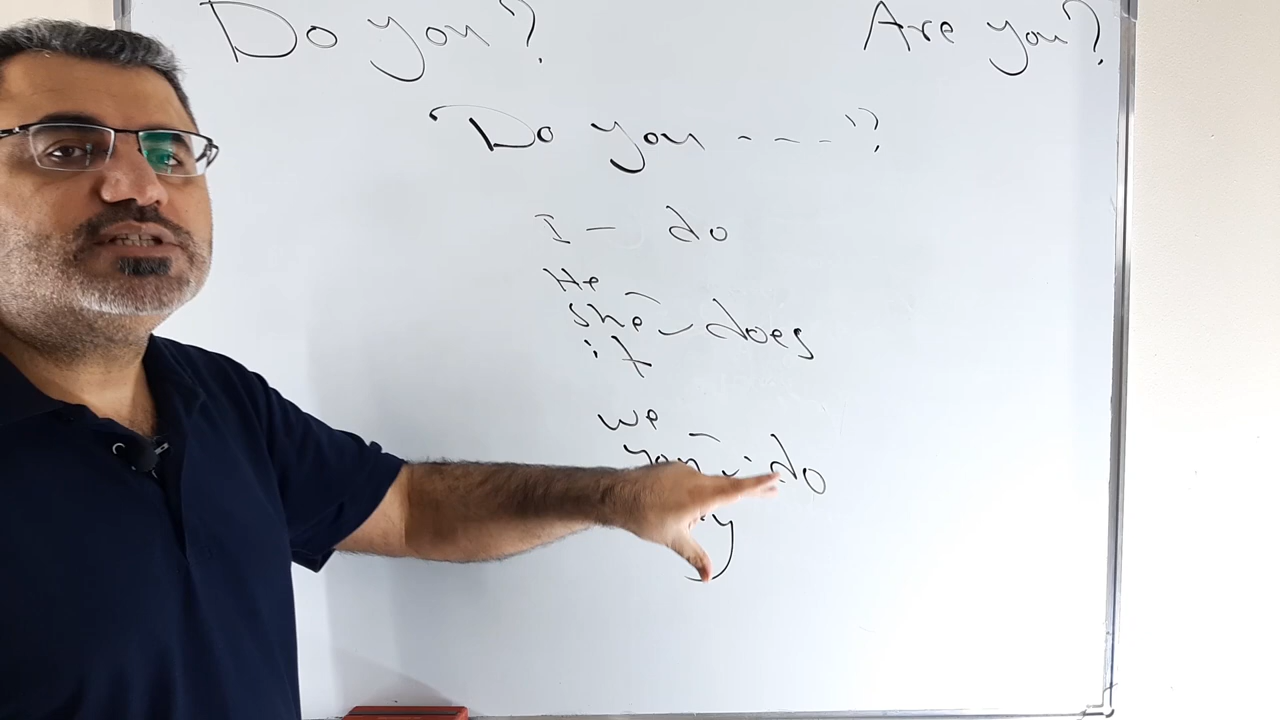 Do you? Are you?
Do you ---?
I - do
He
she - does
it
we
you - do